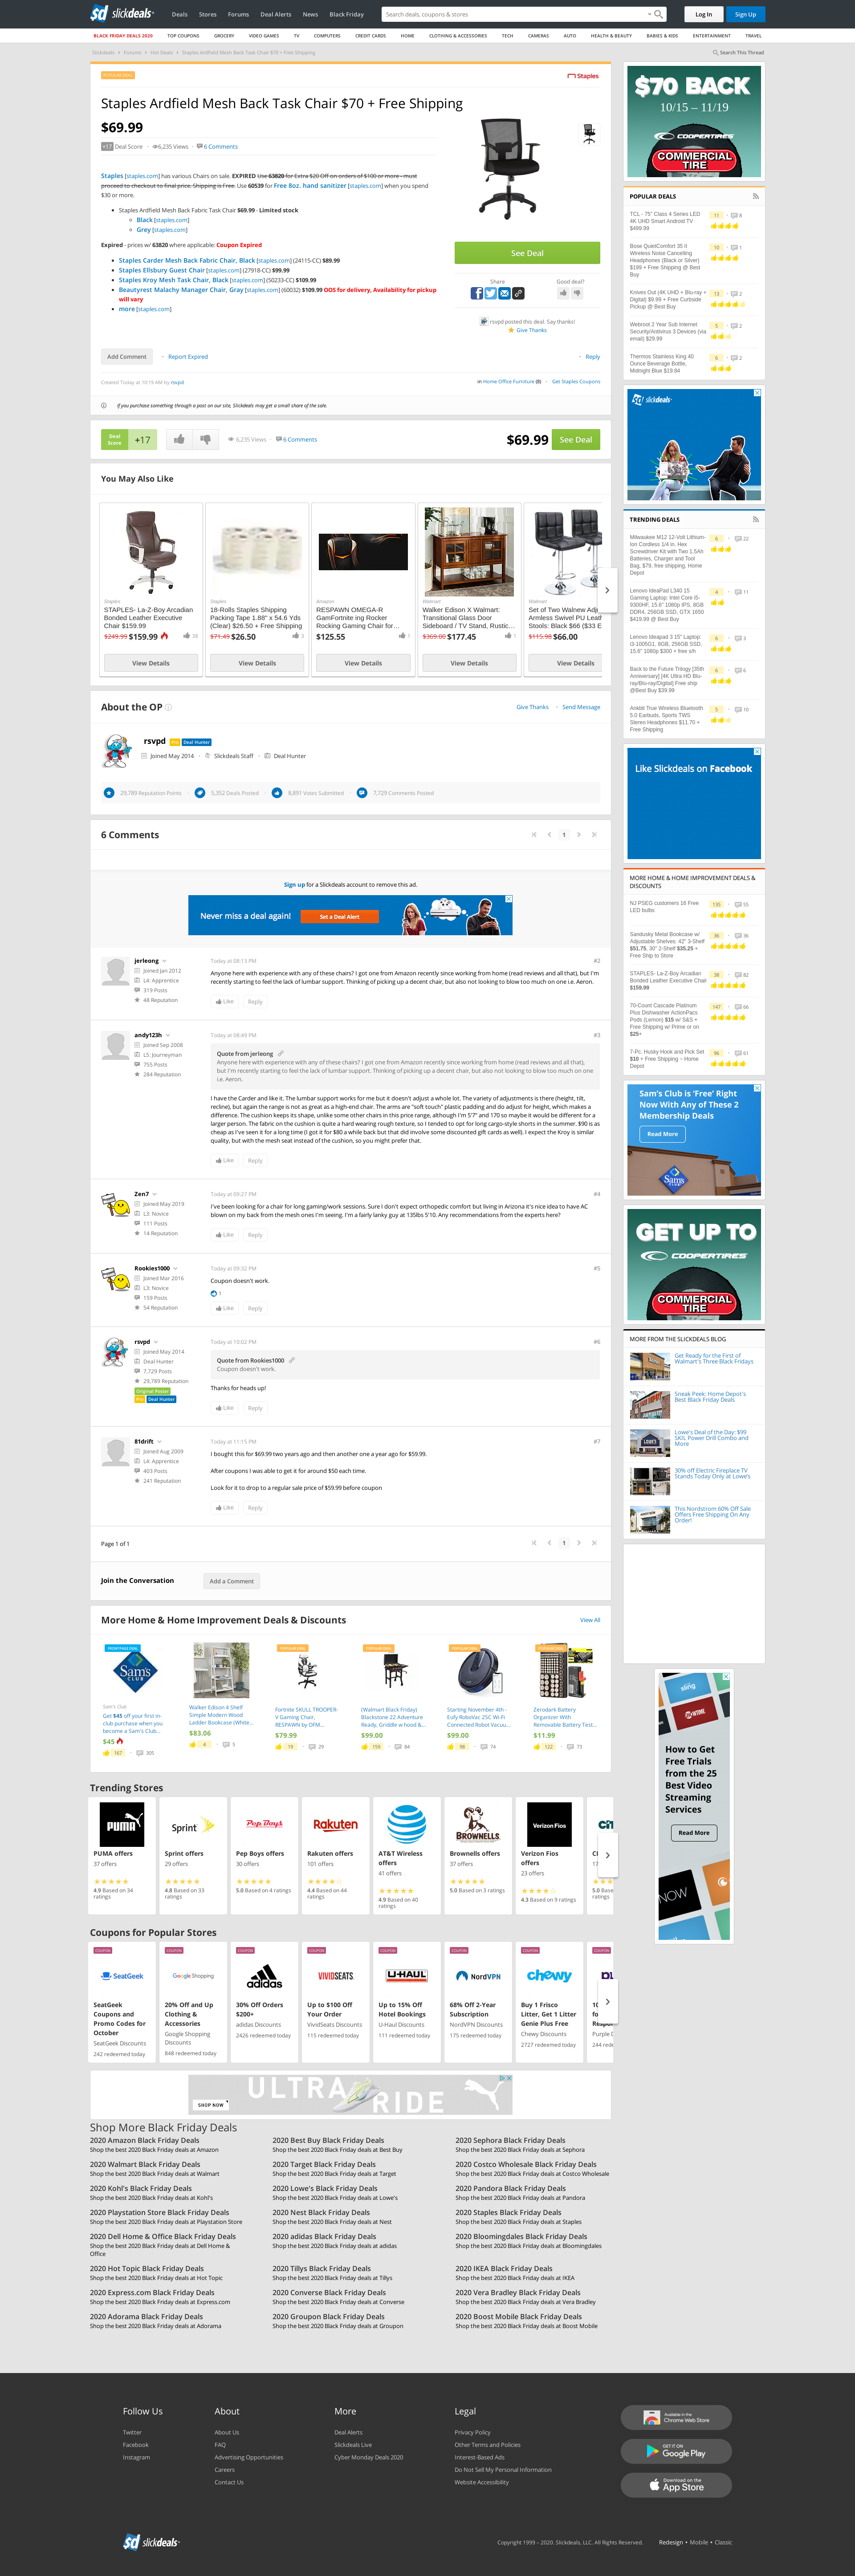 slickdeals
Deals
Stores
Forums
Deal Alerts
News
Black Friday
Search deals, coupons & stores
Log In
Sign Up
BLACK FRIDAY DEALS 2020
TOP COUPONS
GROCERY
VIDEO GAMES
TV
COMPUTERS
CREDIT CARDS
HOME
CLOTHING & ACCESSORIES
TECH
CAMERAS
AUTO
HEALTH & BEAUTY
BABIES & KIDS
ENTERTAINMENT
TRAVEL
Slickdeals › Forums › Hot Deals › Staples Ardfield Mesh Back Task Chair $70 + Free Shipping
Search This Thread
POPULAR DEAL
Staples
Staples Ardfield Mesh Back Task Chair $70 + Free Shipping
$69.99
+17 Deal Score 6,235 Views 6 Comments
Staples [staples.com] has various Chairs on sale. EXPIRED Use 63820 for Extra $20 Off on orders of $100 or more - must
proceed to checkout to final price. Shipping is Free. Use 60539 for Free 8oz. hand sanitizer [staples.com] when you spend
$30 or more.
Staples Ardfield Mesh Back Fabric Task Chair $69.99 - Limited stock
Black [staples.com]
Grey [staples.com]
Expired - prices w/ 63820 where applicable: Coupon Expired
Staples Carder Mesh Back Fabric Chair, Black [staples.com] (24115-CC) $89.99
Staples Ellsbury Guest Chair [staples.com] (27918-CC) $99.99
Staples Kroy Mesh Task Chair, Black [staples.com] (50233-CC) $109.99
Beautyrest Malachy Manager Chair, Gray [staples.com] (60032) $109.99 OOS for delivery, Availability for pickup
will vary
more [staples.com]
See Deal
Share
Good deal?
rsvpd posted this deal. Say thanks!
Give Thanks
Add Comment
Report Expired
Reply
Created Today at 10:19 AM by rsvpd
in Home Office Furniture (8)
Get Staples Coupons
If you purchase something through a post on our site, Slickdeals may get a small share of the sale.
Deal
Score
+17
6,235 Views
6 Comments
$69.99
See Deal
You May Also Like
Staples
STAPLES- La-Z-Boy Arcadian
Bonded Leather Executive
Chair $159.99
$249.99 $159.99
38
View Details
Staples
18-Rolls Staples Shipping
Packing Tape 1.88" x 54.6 Yds
(Clear) $26.50 + Free Shipping
$71.49 $26.50
3
View Details
Amazon
RESPAWN OMEGA-R
GamFortnite ing Rocker
Rocking Gaming Chair for...
$125.55
1
View Details
Walmart
Walker Edison X Walmart:
Transitional Glass Door
Sideboard / TV Stand, Rustic...
$369.00 $177.45
1
View Details
Walmart
Set of Two Walnew Adju
Armless Swivel PU Leath
Stools: Black $66 ($33 E
$115.98 $66.00
View Details
About the OP
Give Thanks
Send Message
rsvpd Pro Deal Hunter
Joined May 2014
Slickdeals Staff
Deal Hunter
29,789 Reputation Points
5,352 Deals Posted
8,891 Votes Submitted
7,729 Comments Posted
6 Comments
1
Sign up for a Slickdeals account to remove this ad.
Never miss a deal again!
Set a Deal Alert
jerleong
Joined Jan 2012
L4: Apprentice
319 Posts
48 Reputation
Today at 08:13 PM
#2
Anyone here with experience with any of these chairs? I got one from Amazon recently since working from home (read reviews and all that), but I'm
recently starting to feel like the lack of lumbar support. Thinking of picking up a decent chair, but also not looking to blow too much on one i.e. Aeron.
Like
Reply
andy123h
Joined Sep 2008
L5: Journeyman
755 Posts
284 Reputation
Today at 08:49 PM
#3
Quote from jerleong
Anyone here with experience with any of these chairs? I got one from Amazon recently since working from home (read reviews and all that),
but I'm recently starting to feel like the lack of lumbar support. Thinking of picking up a decent chair, but also not looking to blow too much on one
i.e. Aeron.
I have the Carder and like it. The lumbar support works for me but it doesn't adjust a whole lot. The variety of adjustments is there (height, tilt,
recline), but again the range is not as great as a high-end chair. The arms are "soft touch" plastic padding and do adjust for height, which makes a
difference. The cushion keeps its shape, unlike some other chairs in this price range, although I'm 5'7" and 170 lbs so maybe it would fare worse if I was
larger. The fabric on the cushion is quite a hard wearing rough wove texture, so I tended to opt for long cargo-style shorts in the summer. $90 is as
cheap as I've seen it for a long time (I got it for $80 a while back but that did involve some discounted gift cards as well). I expect the Kroy is similar
quality, but with the mesh seat instead of the cushion, so you might prefer that.
Like
Reply
Zen7
Joined May 2019
L3: Novice
111 Posts
14 Reputation
Today at 09:27 PM
#4
I've been looking for a chair for long gaming/work sessions. Sure I don't expect orthopedic comfort but living in Arizona it's nice idea to have AC
blown on my back from the mesh ones I'm seeing. I'm a fairly lanky guy at 135lbs 5'10. Any recommendations from the experts here?
Like
Reply
Rookies1000
Joined Mar 2016
L3: Novice
159 Posts
54 Reputation
Today at 09:32 PM
#5
Coupon doesn't work.
1
Like
Reply
rsvpd
Joined May 2014
Deal Hunter
7,729 Posts
29,789 Reputation
Original Poster
Pro Deal Hunter
Today at 10:02 PM
#6
Quote from Rookies1000
Coupon doesn't work.
Thanks for heads up!
Like
Reply
81drift
Joined Aug 2009
L4: Apprentice
403 Posts
241 Reputation
Today at 11:15 PM
#7
I bought this for $69.99 two years ago and then another one a year ago for $59.99.
After coupons I was able to get it for around $50 each time.
Look for it to drop to a regular sale price of $59.99 before coupon
Like
Reply
Page 1 of 1
1
Join the Conversation
Add a Comment
More Home & Home Improvement Deals & Discounts
View All
FRONTPAGE DEAL
Sam's CLUB
Sam's Club
Get $45 off your first in-
club purchase when you
become a Sam's Club...
$45
167
305
Walker Edison 4 Shelf
Simple Modern Wood
Ladder Bookcase (White...
$83.06
4
5
POPULAR DEAL
Fortnite SKULL TROOPER-
V Gaming Chair,
RESPAWN by OFM...
$79.99
19
29
POPULAR DEAL
(Walmart Black Friday)
Blackstone 22 Adventure
Ready, Griddle w hood &...
$99.00
159
84
POPULAR DEAL
Starting November 4th -
Eufy RoboVac 25C Wi-Fi
Connected Robot Vacuu...
$99.00
98
74
Zerodark Battery
Organizer With
Removable Battery Test...
$11.99
122
73
Trending Stores
PUMA
PUMA offers
37 offers
4.9 Based on 34
ratings
Sprint
Sprint offers
29 offers
4.8 Based on 33
ratings
Pep Boys
Pep Boys offers
30 offers
5.0 Based on 4 ratings
Rakuten
Rakuten offers
101 offers
4.4 Based on 44
ratings
AT&T
AT&T Wireless
offers
41 offers
4.9 Based on 40
ratings
BROWNELLS
Brownells offers
37 offers
5.0 Based on 3 ratings
Verizon Fios
Verizon Fios
offers
23 offers
4.3 Based on 9 ratings
Coupons for Popular Stores
COUPON
SeatGeek
SeatGeek
Coupons and
Promo Codes for
October
SeatGeek Discounts
242 redeemed today
COUPON
Google Shopping
20% Off and Up
Clothing &
Accessories
Google Shopping
Discounts
848 redeemed today
COUPON
adidas
30% Off Orders
$200+
adidas Discounts
2426 redeemed today
COUPON
VIVIDSEATS
Up to $100 Off
Your Order
VividSeats Discounts
115 redeemed today
COUPON
U-HAUL
Up to 15% Off
Hotel Bookings
U-Haul Discounts
111 redeemed today
COUPON
NordVPN
68% Off 2-Year
Subscription
NordVPN Discounts
175 redeemed today
COUPON
chewy
Buy 1 Frisco
Litter, Get 1 Litter
Genie Plus Free
Chewy Discounts
2727 redeemed today
COUPON
ULTRA RIDE
SHOP NOW
Shop More Black Friday Deals
2020 Amazon Black Friday Deals
Shop the best 2020 Black Friday deals at Amazon
2020 Best Buy Black Friday Deals
Shop the best 2020 Black Friday deals at Best Buy
2020 Sephora Black Friday Deals
Shop the best 2020 Black Friday deals at Sephora
2020 Walmart Black Friday Deals
Shop the best 2020 Black Friday deals at Walmart
2020 Target Black Friday Deals
Shop the best 2020 Black Friday deals at Target
2020 Costco Wholesale Black Friday Deals
Shop the best 2020 Black Friday deals at Costco Wholesale
2020 Kohl's Black Friday Deals
Shop the best 2020 Black Friday deals at Kohl's
2020 Lowe's Black Friday Deals
Shop the best 2020 Black Friday deals at Lowe's
2020 Pandora Black Friday Deals
Shop the best 2020 Black Friday deals at Pandora
2020 Playstation Store Black Friday Deals
Shop the best 2020 Black Friday deals at Playstation Store
2020 Nest Black Friday Deals
Shop the best 2020 Black Friday deals at Nest
2020 Staples Black Friday Deals
Shop the best 2020 Black Friday deals at Staples
2020 Dell Home & Office Black Friday Deals
Shop the best 2020 Black Friday deals at Dell Home &
Office
2020 adidas Black Friday Deals
Shop the best 2020 Black Friday deals at adidas
2020 Bloomingdales Black Friday Deals
Shop the best 2020 Black Friday deals at Bloomingdales
2020 Hot Topic Black Friday Deals
Shop the best 2020 Black Friday deals at Hot Topic
2020 Tillys Black Friday Deals
Shop the best 2020 Black Friday deals at Tillys
2020 IKEA Black Friday Deals
Shop the best 2020 Black Friday deals at IKEA
2020 Express.com Black Friday Deals
Shop the best 2020 Black Friday deals at Express.com
2020 Converse Black Friday Deals
Shop the best 2020 Black Friday deals at Converse
2020 Vera Bradley Black Friday Deals
Shop the best 2020 Black Friday deals at Vera Bradley
2020 Adorama Black Friday Deals
Shop the best 2020 Black Friday deals at Adorama
2020 Groupon Black Friday Deals
Shop the best 2020 Black Friday deals at Groupon
2020 Boost Mobile Black Friday Deals
Shop the best 2020 Black Friday deals at Boost Mobile
$70 BACK
10/15 – 11/19
COOPERTIRES
COMMERCIAL
TIRE
POPULAR DEALS
TCL - 75" Class 4 Series LED
4K UHD Smart Android TV
$499.99
11
8
Bose QuietComfort 35 II
Wireless Noise Cancelling
Headphones (Black or Silver)
$199 + Free Shipping @ Best
Buy
10
1
Knives Out (4K UHD + Blu-ray +
Digital) $9.99 + Free Curbside
Pickup @ Best Buy
13
2
Webroot 2 Year Sub Internet
Security/Antivirus 3 Devices (via
email) $29.99
5
2
Thermos Stainless King 40
Ounce Beverage Bottle,
Midnight Blue $19.84
6
2
slickdeals
TRENDING DEALS
Milwaukee M12 12-Volt Lithium-
Ion Cordless 1/4 in. Hex
Screwdriver Kit with Two 1.5Ah
Batteries, Charger and Tool
Bag, $79, free shipping, Home
Depot
6
22
Lenovo IdeaPad L340 15
Gaming Laptop: Intel Core i5-
9300HF, 15.6" 1080p IPS, 8GB
DDR4, 256GB SSD, GTX 1650
$419.99 @ Best Buy
4
11
Lenovo Ideapad 3 15" Laptop:
i3-1005G1, 8GB, 256GB SSD,
15.6" 1080p $300 + free s/h
6
3
Back to the Future Trilogy [35th
Anniversary] [4K Ultra HD Blu-
ray/Blu-ray/Digital] Free ship
@Best Buy $39.99
6
6
Ankbit True Wireless Bluetooth
5.0 Earbuds, Sports TWS
Stereo Headphones $11.70 +
Free Shipping
5
10
Like Slickdeals on Facebook
MORE HOME & HOME IMPROVEMENT DEALS &
DISCOUNTS
NJ PSEG customers 16 Free
LED bulbs
135
55
Sandusky Metal Bookcase w/
Adjustable Shelves: 42" 3-Shelf
$51.75, 30" 2-Shelf $35.25 +
Free Ship to Store
36
36
STAPLES- La-Z-Boy Arcadian
Bonded Leather Executive Chair
$159.99
38
82
70-Count Cascade Platinum
Plus Dishwasher ActionPacs
Pods (Lemon) $15 w/ S&S +
Free Shipping w/ Prime or on
$25+
147
66
7-Pc. Husky Hook and Pick Set
$10 + Free Shipping ~ Home
Depot
96
61
Sam's Club is 'Free' Right
Now With Any of These 2
Membership Deals
Read More
Sam's CLUB
GET UP TO
COOPERTIRES
COMMERCIAL
TIRE
MORE FROM THE SLICKDEALS BLOG
Get Ready for the First of
Walmart's Three Black Fridays
Sneak Peek: Home Depot's
Best Black Friday Deals
Lowe's Deal of the Day: $99
SKIL Power Drill Combo and
More
30% off Electric Fireplace TV
Stands Today Only at Lowe's
This Nordstrom 60% Off Sale
Offers Free Shipping On Any
Order!
sling
SHOWTIME
How to Get
Free Trials
from the 25
Best Video
Streaming
Services
Read More
NOW
Follow Us
Twitter
Facebook
Instagram
About
About Us
FAQ
Advertising Opportunities
Careers
Contact Us
More
Deal Alerts
Slickdeals Live
Cyber Monday Deals 2020
Legal
Privacy Policy
Other Terms and Policies
Interest-Based Ads
Do Not Sell My Personal Information
Website Accessibility
Available in the
Chrome Web Store
GET IT ON
Google Play
Download on the
App Store
slickdeals
Copyright 1999 - 2020. Slickdeals, LLC. All Rights Reserved.
Redesign • Mobile • Classic